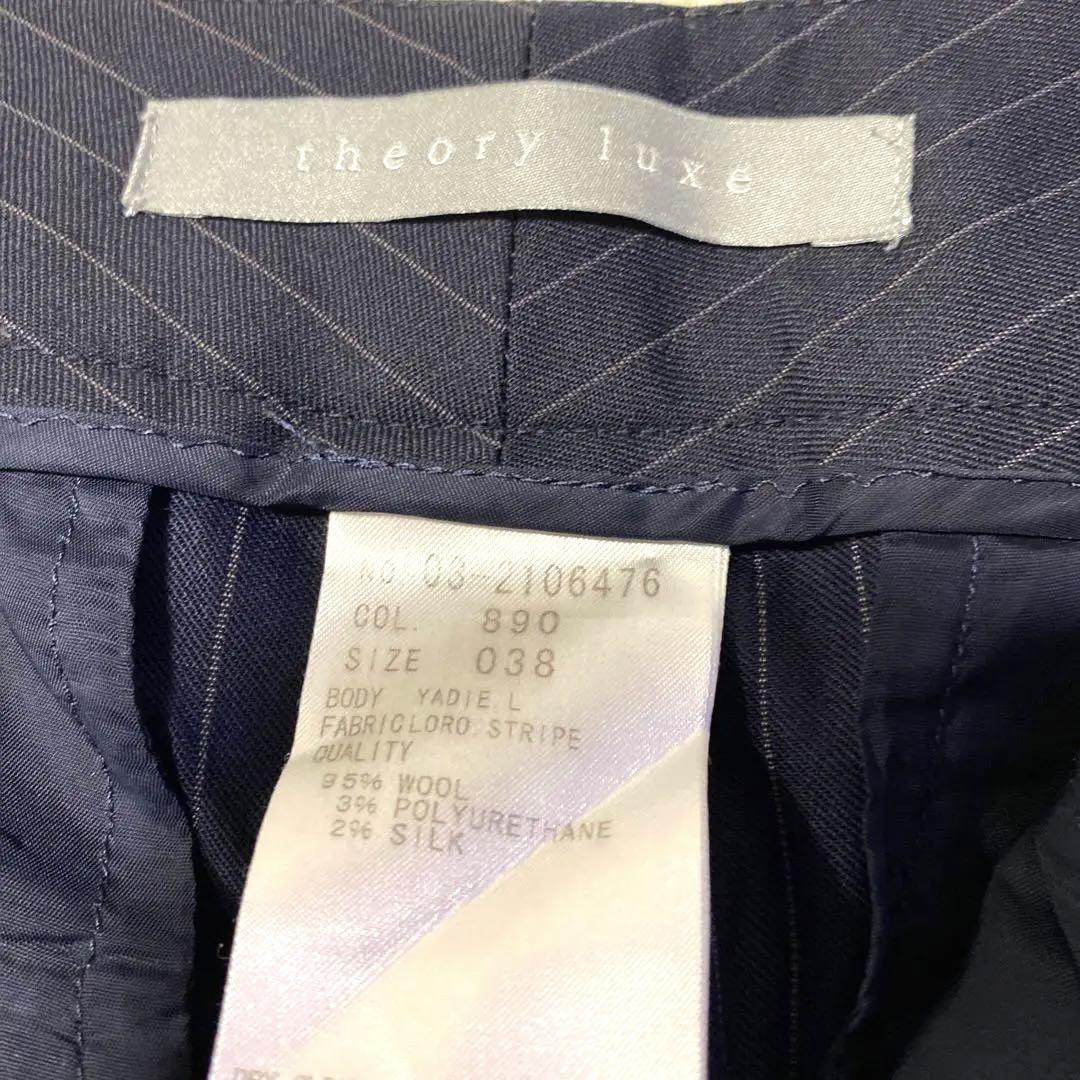 theory luxe
NO 03-2106476
COL. 890
SIZE 038
BODY YADIE.L
FABRICLORO.STRIPE
QUALITY
95% WOOL
3% POLYURETHANE
2% SILK